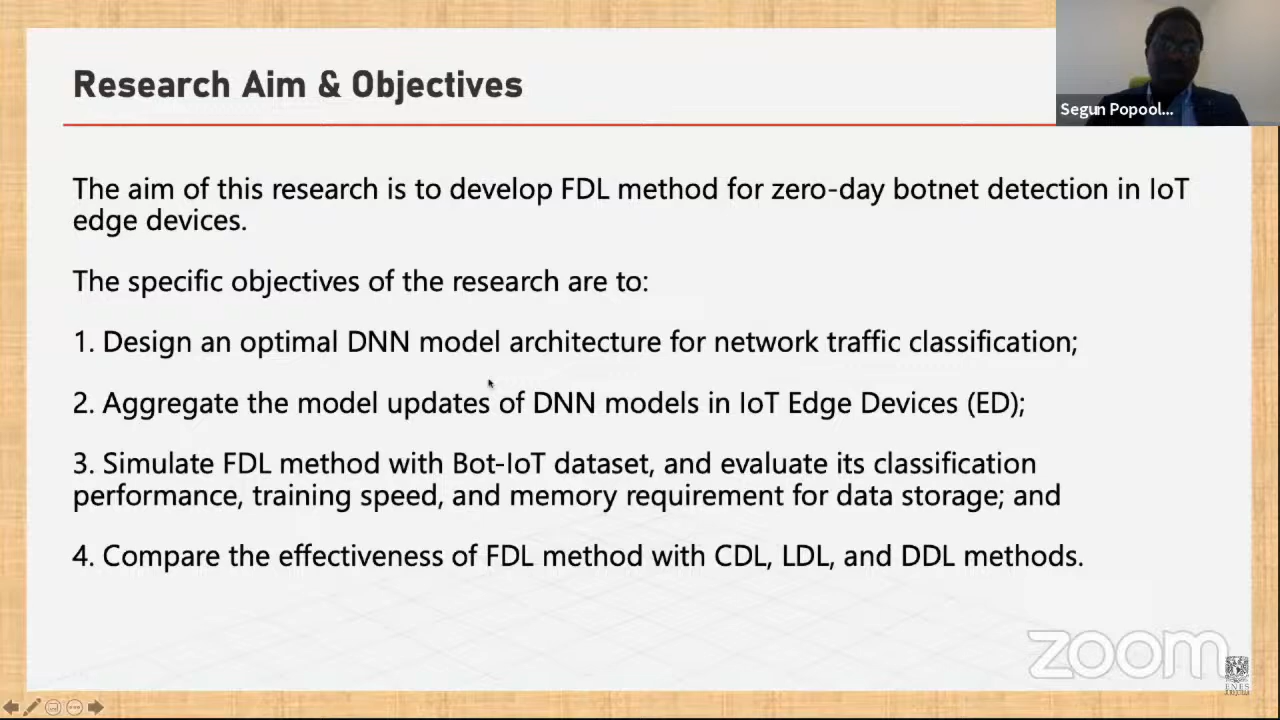 Research Aim & Objectives
Segun Popool...
The aim of this research is to develop FDL method for zero-day botnet detection in IoT
edge devices.
The specific objectives of the research are to:
1. Design an optimal DNN model architecture for network traffic classification;
2. Aggregate the model updates of DNN models in IoT Edge Devices (ED);
3. Simulate FDL method with Bot-IoT dataset, and evaluate its classification
performance, training speed, and memory requirement for data storage; and
4. Compare the effectiveness of FDL method with CDL, LDL, and DDL methods.
zoom
ENES